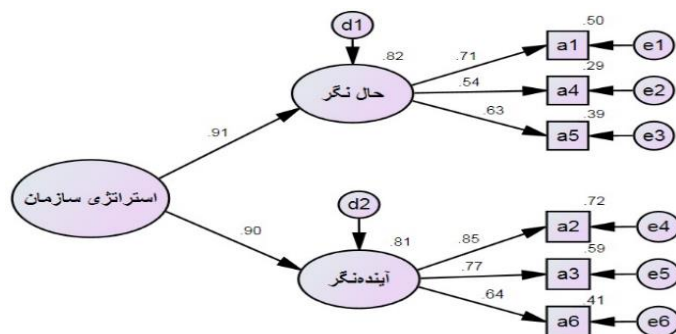 d1
.50
.82
.71
a1
e1
.29
حال نگر
.54
a4
e2
.63
.39
a5
e3
.91
استراتژی سازمان
d2
.72
.90
.81
.85
a2
e4
.59
آینده‌نگر
.77
a3
e5
.64
.41
a6
e6